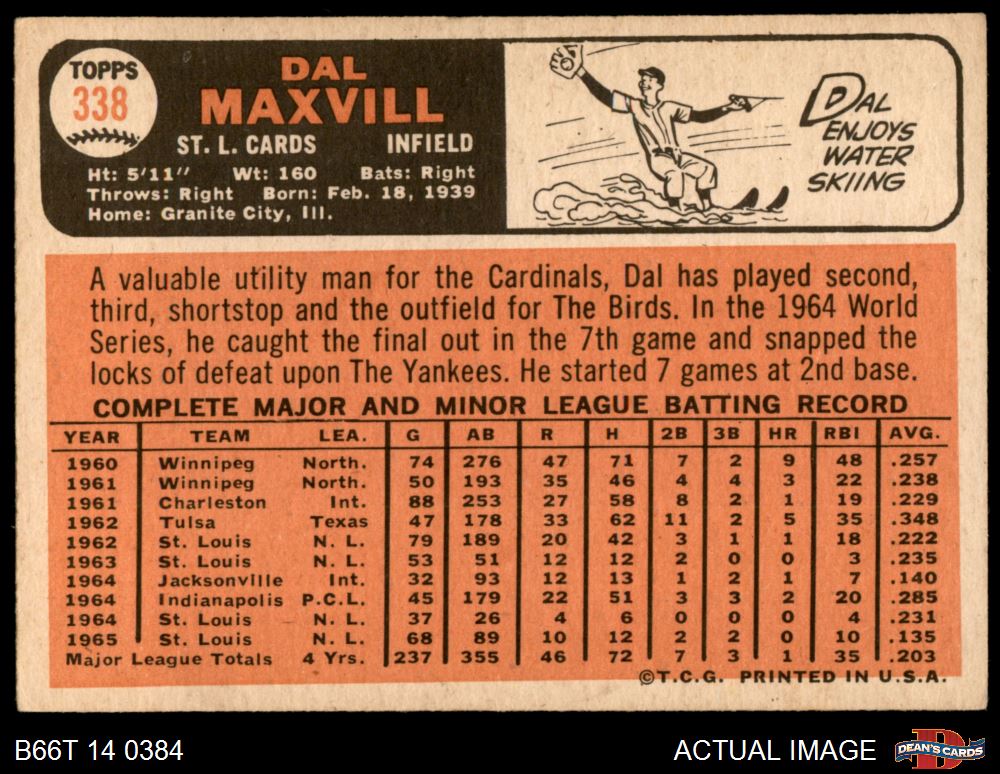 TOPPS
338
DAL
MAXVILL
ST. L. CARDS INFIELD
Ht: 5'11" Wt: 160 Bats: Right
Throws: Right Born: Feb. 18, 1939
Home: Granite City, Ill.
DAL
ENJOYS
WATER
SKIING
A valuable utility man for the Cardinals, Dal has played second,
third, shortstop and the outfield for The Birds. In the 1964 World
Series, he caught the final out in the 7th game and snapped the
locks of defeat upon The Yankees. He started 7 games at 2nd base.
COMPLETE MAJOR AND MINOR LEAGUE BATTING RECORD
YEAR TEAM LEA. G AB R H 2B 3B HR RBI AVG.
1960 Winnipeg North. 74 276 47 71 7 2 9 48 .257
1961 Winnipeg North. 50 193 35 46 4 4 3 22 .238
1961 Charleston Int. 88 253 27 58 8 2 1 19 .229
1962 Tulsa Texas 47 178 33 62 11 2 5 35 .348
1962 St. Louis N. L. 79 189 20 42 3 1 1 18 .222
1963 St. Louis N. L. 53 51 12 12 2 0 0 3 .235
1964 Jacksonville Int. 32 93 12 13 1 2 1 7 .140
1964 Indianapolis P.C.L. 45 179 22 51 3 3 2 20 .285
1964 St. Louis N. L. 37 26 4 6 0 0 0 4 .231
1965 St. Louis N. L. 68 89 10 12 2 2 0 10 .135
Major League Totals 4 Yrs. 237 355 46 72 7 3 1 35 .203
©T.C.G. PRINTED IN U.S.A.
B66T 14 0384
ACTUAL IMAGE
D
DEAN'S CARDS